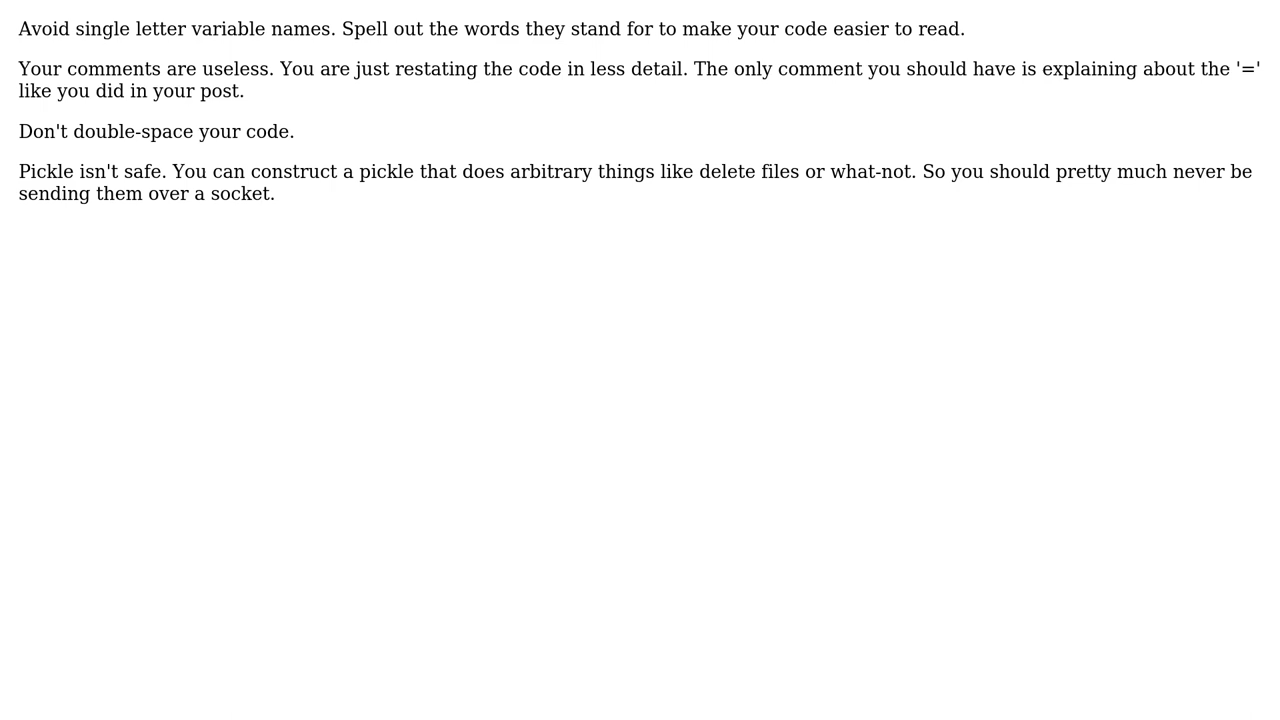 Avoid single letter variable names. Spell out the words they stand for to make your code easier to read.
Your comments are useless. You are just restating the code in less detail. The only comment you should have is explaining about the '='
like you did in your post.
Don't double-space your code.
Pickle isn't safe. You can construct a pickle that does arbitrary things like delete files or what-not. So you should pretty much never be
sending them over a socket.